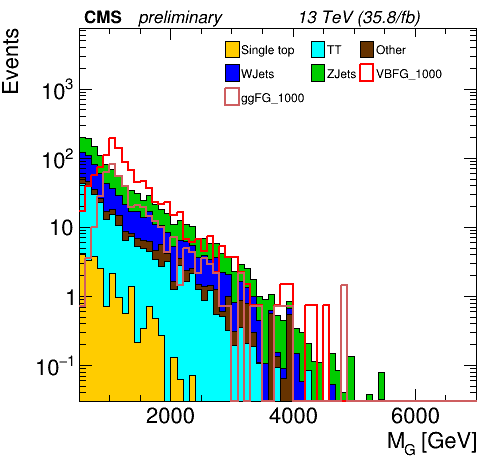 CMS preliminary 13 TeV (35.8/fb)
Events
Single top TT Other
WJets ZJets VBFG_1000
ggFG_1000
10³
10²
10
1
10⁻¹
2000 4000 6000
M_G [GeV]